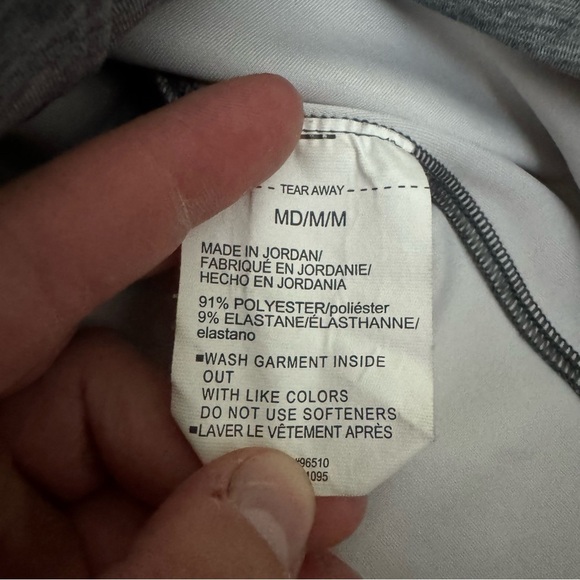 TEAR AWAY
MD/M/M
MADE IN JORDAN/
FABRIQUÉ EN JORDANIE/
HECHO EN JORDANIA
91% POLYESTER/poliéster
9% ELASTANE/ÉLASTHANNE/
elastano
▪WASH GARMENT INSIDE
OUT
WITH LIKE COLORS
DO NOT USE SOFTENERS
▪LAVER LE VÊTEMENT APRÈS
#96510